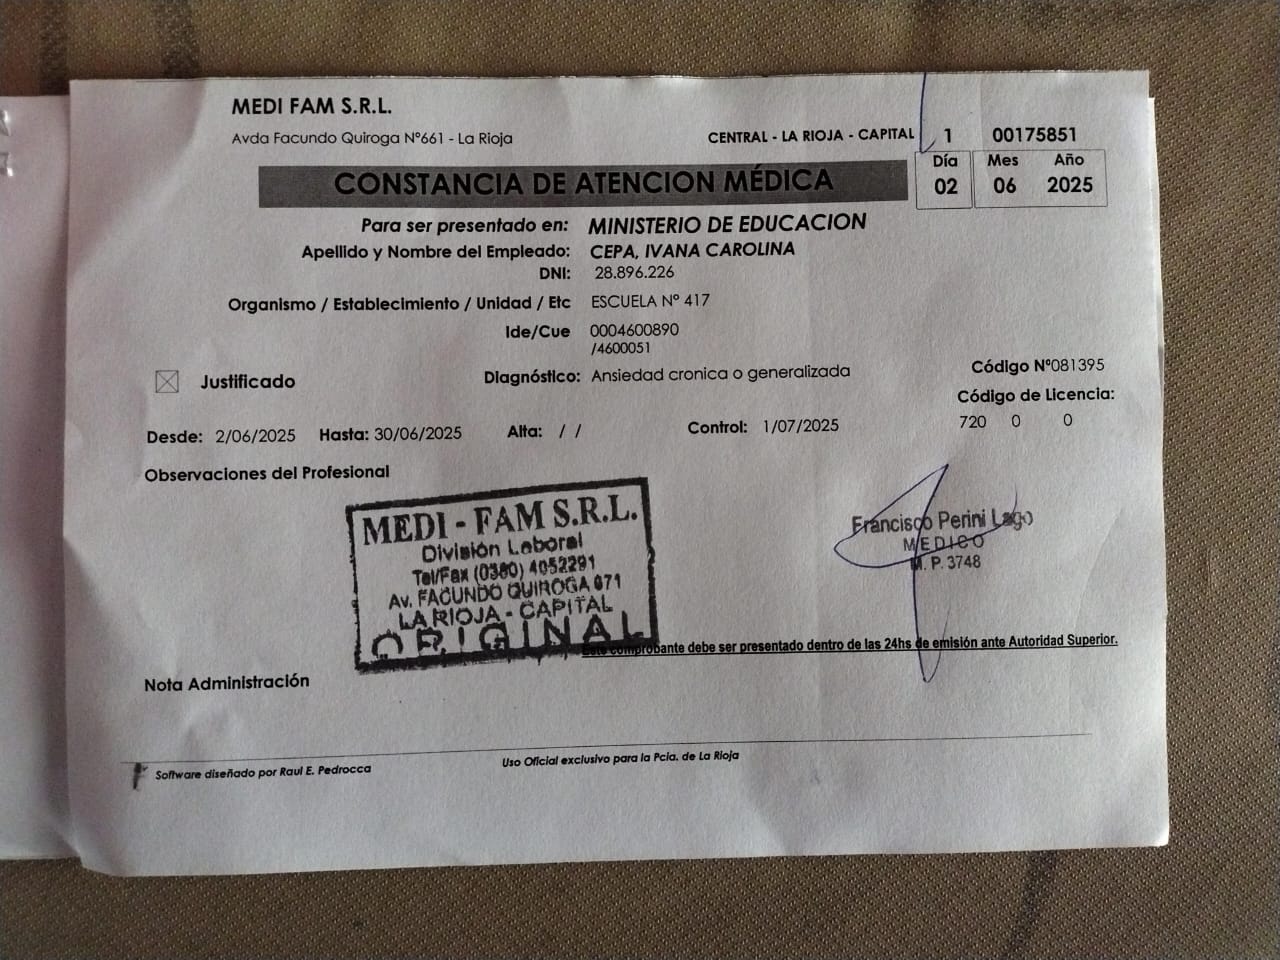 MEDI FAM S.R.L.
Avda Facundo Quiroga Nº661 - La Rioja
CENTRAL - LA RIOJA - CAPITAL 1 00175851
CONSTANCIA DE ATENCION MÉDICA
Día Mes Año
02 06 2025
Para ser presentado en: MINISTERIO DE EDUCACION
Apellido y Nombre del Empleado: CEPA, IVANA CAROLINA
DNI: 28.896.226
Organismo / Establecimiento / Unidad / Etc ESCUELA Nº 417
Ide/Cue 0004600890
/4600051
Justificado Diagnóstico: Ansiedad cronica o generalizada Código Nº081395
Código de Licencia:
720 0 0
Desde: 2/06/2025 Hasta: 30/06/2025 Alta: / / Control: 1/07/2025
Observaciones del Profesional
MEDI - FAM S.R.L.
División Laboral
Tel/Fax (0380) 4052291
Av. FACUNDO QUIROGA 671
LA RIOJA - CAPITAL
ORIGINAL
Francisco Perini Lago
MEDICO
M. P. 3748
Este comprobante debe ser presentado dentro de las 24hs de emisión ante Autoridad Superior.
Nota Administración
Software diseñado por Raul E. Pedrocca
Uso Oficial exclusivo para la Pcia. de La Rioja